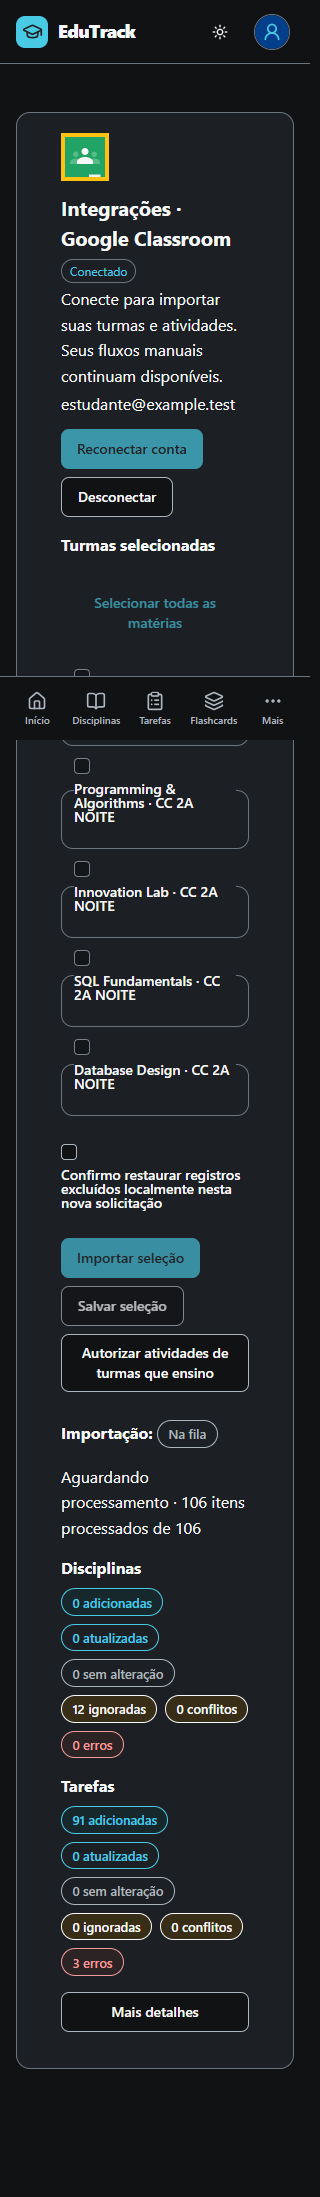 EduTrack
Integrações ·
Google Classroom
Conectado
Conecte para importar
suas turmas e atividades.
Seus fluxos manuais
continuam disponíveis.
estudante@example.test
Reconectar conta
Desconectar
Turmas selecionadas
Selecionar todas as
matérias
Início
Disciplinas
Tarefas
Flashcards
Mais
Programming &
Algorithms · CC 2A
NOITE
Innovation Lab · CC 2A
NOITE
SQL Fundamentals · CC
2A NOITE
Database Design · CC 2A
NOITE
Confirmo restaurar registros
excluídos localmente nesta
nova solicitação
Importar seleção
Salvar seleção
Autorizar atividades de
turmas que ensino
Importação: Na fila
Aguardando
processamento · 106 itens
processados de 106
Disciplinas
0 adicionadas
0 atualizadas
0 sem alteração
12 ignoradas
0 conflitos
0 erros
Tarefas
91 adicionadas
0 atualizadas
0 sem alteração
0 ignoradas
0 conflitos
3 erros
Mais detalhes